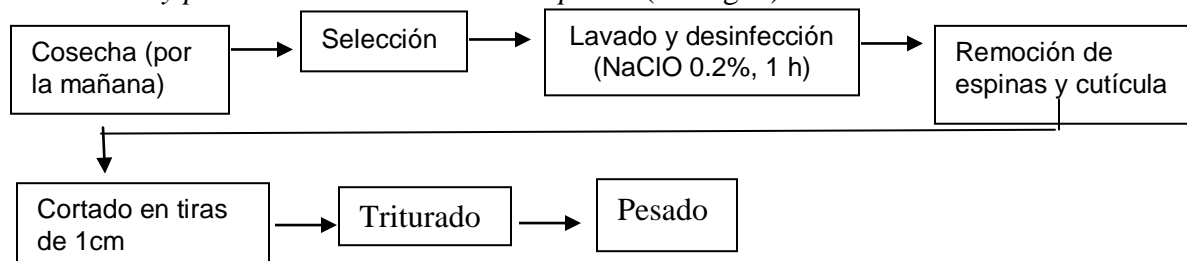 Cosecha (por
la mañana)
Selección
Lavado y desinfección
(NaClO 0.2%, 1 h)
Remoción de
espinas y cutícula
Cortado en tiras
de 1cm
Triturado
Pesado